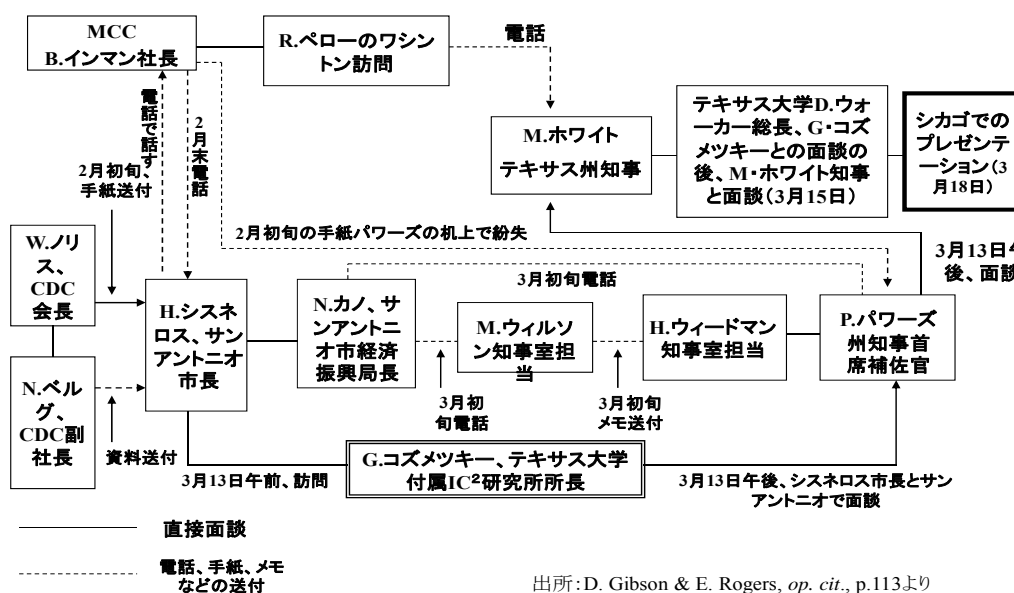 MCC
B.インマン社長
R.ペローのワシン
トン訪問
電話
M.ホワイト
テキサス州知事
テキサス大学D.ウォ
ーカー総長、G・コズ
メツキーとの面談の
後、M・ホワイト知事
と面談(3月15日)
シカゴでの
プレゼンテ
ーション(3
月18日)
電話で話す
2月末電話
2月初旬、
手紙送付
2月初旬の手紙パワーズの机上で紛失
3月13日午
後、面談
W.ノリ
ス、
CDC
会長
H.シスネ
ロス、サン
アントニオ
市長
3月初旬電話
N.カノ、サ
ンアントニ
オ市経済
振興局長
M.ウィルソ
ン知事室担
当
H.ウィードマン
知事室担当
P.パワーズ
州知事首
席補佐官
N.ベル
グ、
CDC副
社長
資料送付
3月初
旬電話
3月初旬
メモ送付
3月13日午前、訪問
G.コズメツキー、テキサス大学
付属IC²研究所所長
3月13日午後、シスネロス市長とサン
アントニオで面談
直接面談
電話、手紙、メモ
などの送付
出所:D. Gibson & E. Rogers, op. cit., p.113より